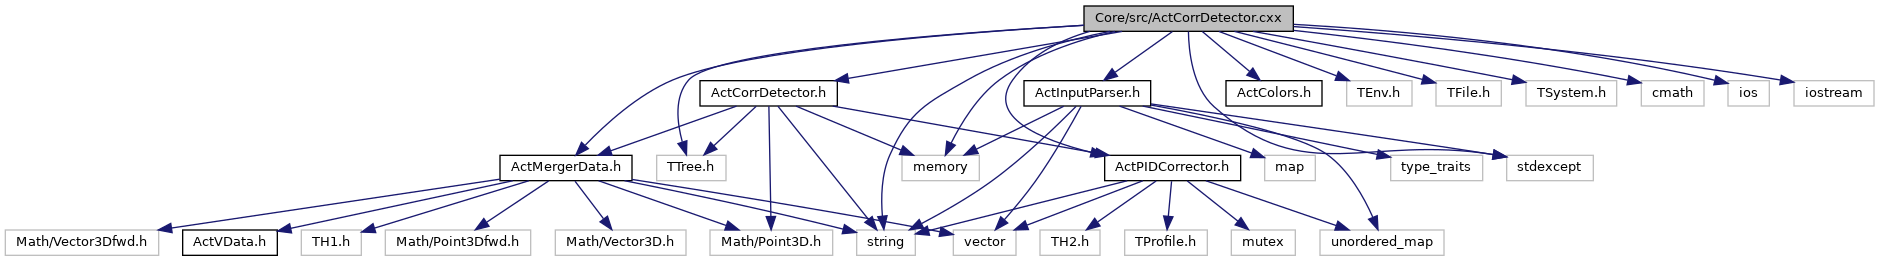 Core/src/ActCorrDetector.cxx
ActCorrDetector.h
ActInputParser.h
ActColors.h
TEnv.h
TFile.h
TSystem.h
cmath
ios
iostream
ActMergerData.h
TTree.h
memory
ActPIDCorrector.h
map
type_traits
stdexcept
Math/Vector3Dfwd.h
ActVData.h
TH1.h
Math/Point3Dfwd.h
Math/Vector3D.h
Math/Point3D.h
string
vector
TH2.h
TProfile.h
mutex
unordered_map